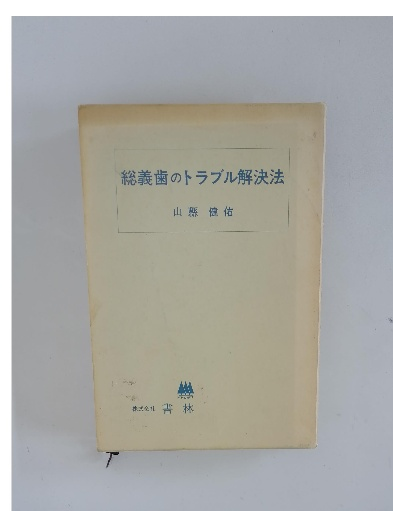 総義歯のトラブル解決法
山縣 健佑
株式会社 書林